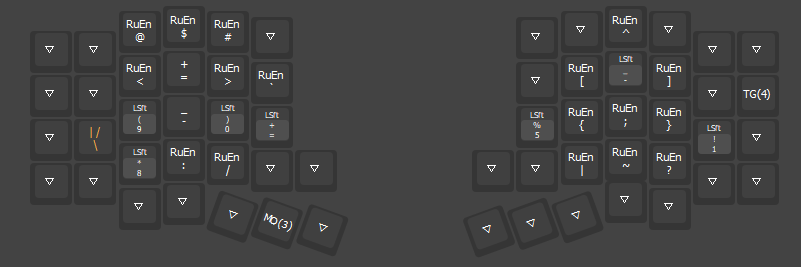 RuEn @ RuEn $ RuEn # ▽ ▽ ▽ RuEn ^ ▽
▽ ▽ ▽ ▽
RuEn < + = RuEn > RuEn ` ▽ RuEn [ LSft _ - RuEn ]
▽ ▽ ▽ TG(4)
LSft ( 9 _ - LSft ) 0 LSft + = LSft % 5 RuEn { ; RuEn }
▽ | / \ LSft ! 1 ▽
LSft * 8 RuEn : RuEn / ▽ ▽ ▽ ▽ RuEn | RuEn ~ RuEn ?
▽ ▽ ▽ ▽
▽ ▽ ▽ MO(3) ▽ ▽ ▽ ▽ ▽ ▽